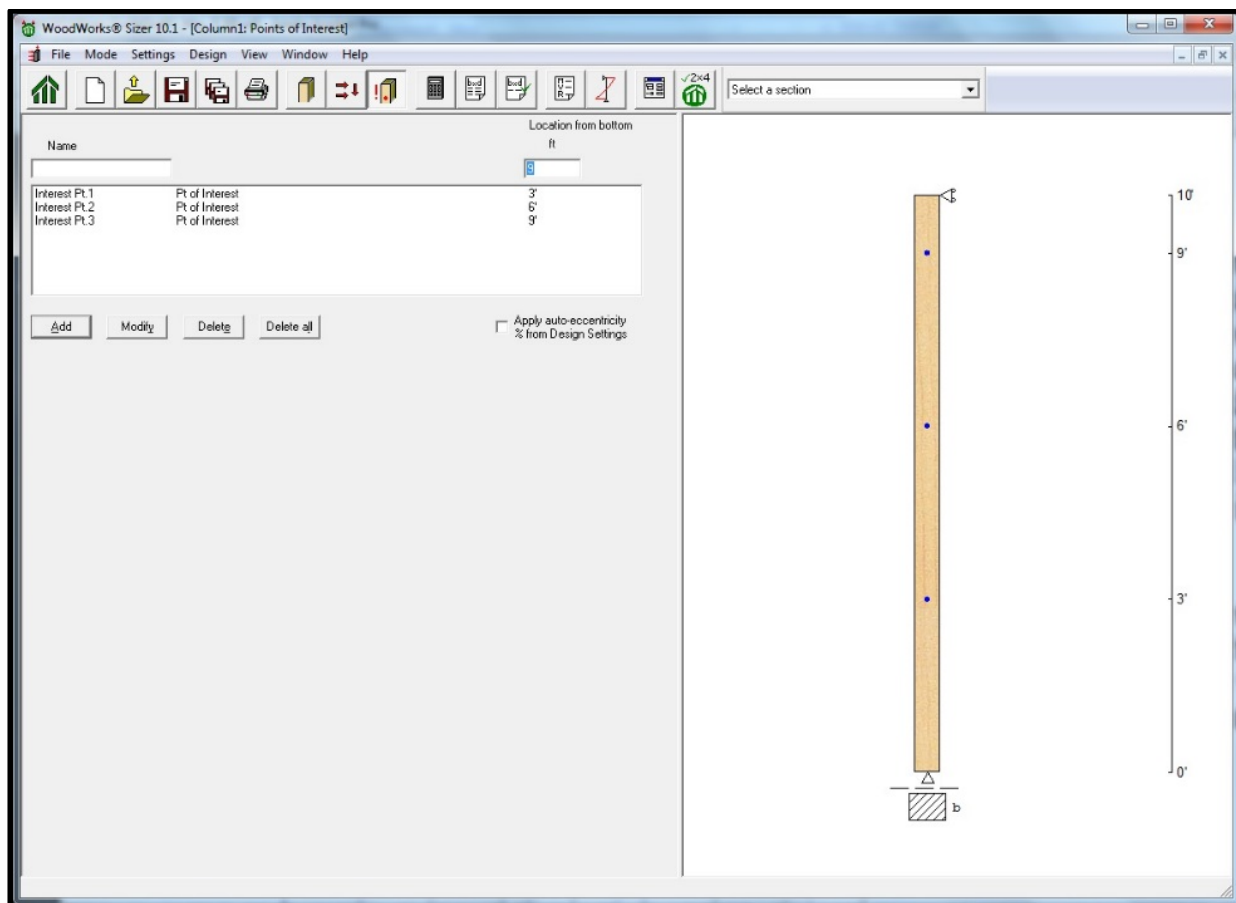 WoodWorks® Sizer 10.1 - [Column1: Points of Interest]
File Mode Settings Design View Window Help
2x4
Select a section
Location from bottom
Name ft
9
Interest Pt.1 Pt of Interest 3'
Interest Pt.2 Pt of Interest 6'
Interest Pt.3 Pt of Interest 9'
Add Modify Delete Delete all
Apply auto-eccentricity
% from Design Settings
10'
9'
6'
3'
0'
b